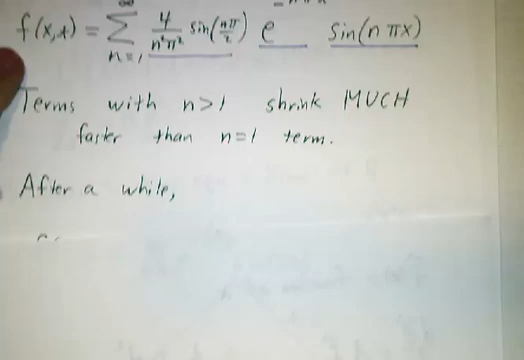 f(x,t) = ∑ n=1 ∞ 4/n²π² sin(nπ/2) e sin(nπx)
Terms with n>1 shrink MUCH
faster than n=1 term.
After a while,